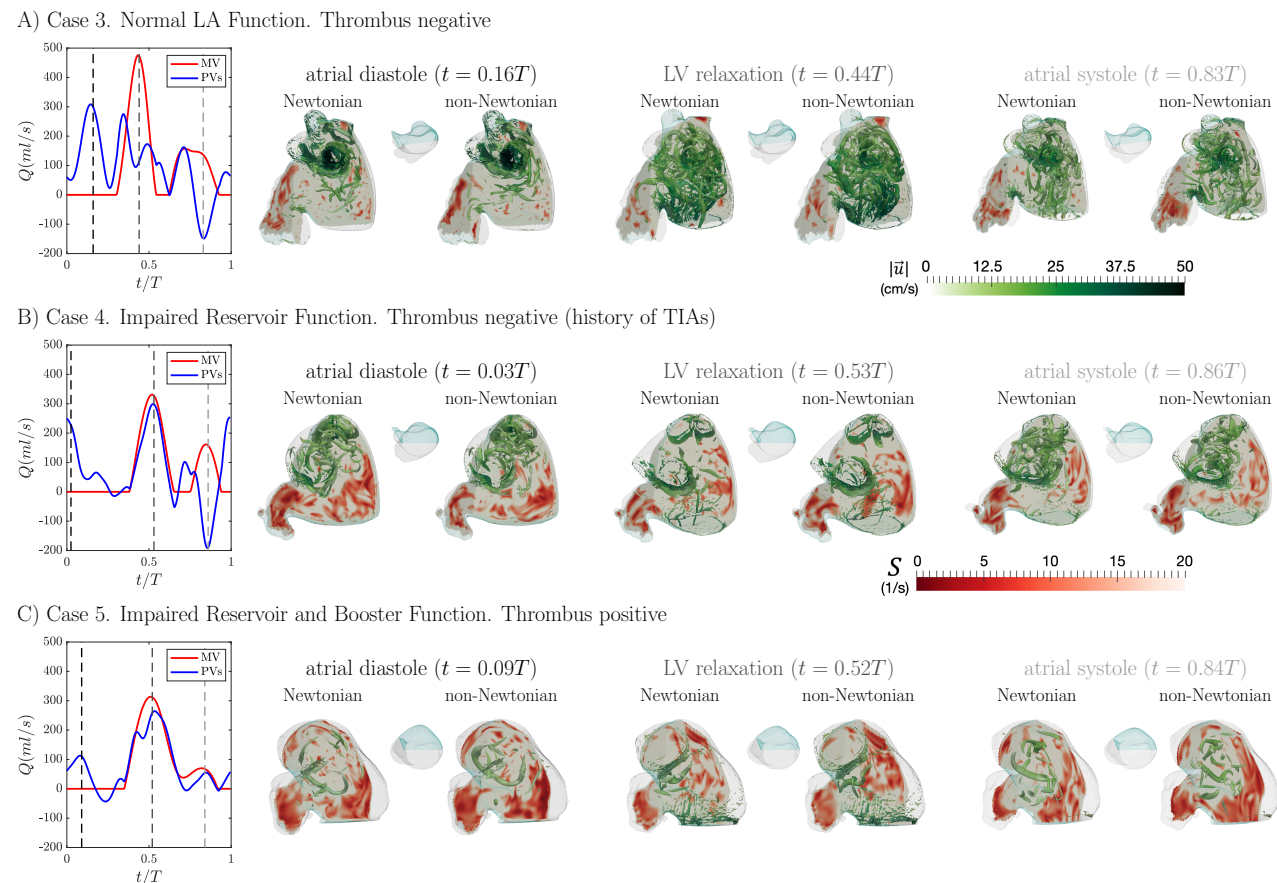 A) Case 3. Normal LA Function. Thrombus negative
500
400
300
200
100
0
-100
-200
Q(ml/s)
MV
PVs
0
0.5
1
t/T
atrial diastole (t = 0.16T)
Newtonian
non-Newtonian
LV relaxation (t = 0.44T)
Newtonian
non-Newtonian
atrial systole (t = 0.83T)
Newtonian
non-Newtonian
|u⃗|
(cm/s)
0
12.5
25
37.5
50
B) Case 4. Impaired Reservoir Function. Thrombus negative (history of TIAs)
500
400
300
200
100
0
-100
-200
Q(ml/s)
MV
PVs
0
0.5
1
t/T
atrial diastole (t = 0.03T)
Newtonian
non-Newtonian
LV relaxation (t = 0.53T)
Newtonian
non-Newtonian
atrial systole (t = 0.86T)
Newtonian
non-Newtonian
S
(1/s)
0
5
10
15
20
C) Case 5. Impaired Reservoir and Booster Function. Thrombus positive
500
400
300
200
100
0
-100
-200
Q(ml/s)
MV
PVs
0
0.5
1
t/T
atrial diastole (t = 0.09T)
Newtonian
non-Newtonian
LV relaxation (t = 0.52T)
Newtonian
non-Newtonian
atrial systole (t = 0.84T)
Newtonian
non-Newtonian